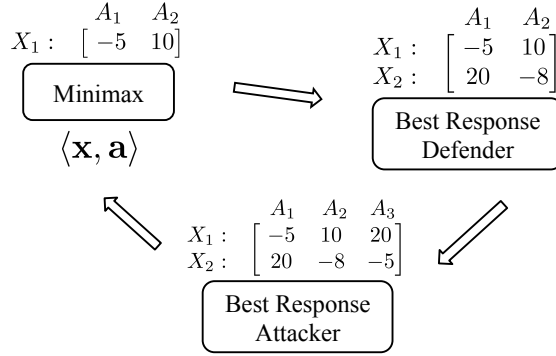 A₁ A₂
X₁ : [ −5 10 ]
Minimax
⟨x, a⟩
A₁ A₂
X₁ : [ −5 10 ]
X₂ : [ 20 −8 ]
Best Response
Defender
A₁ A₂ A₃
X₁ : [ −5 10 20 ]
X₂ : [ 20 −8 −5 ]
Best Response
Attacker